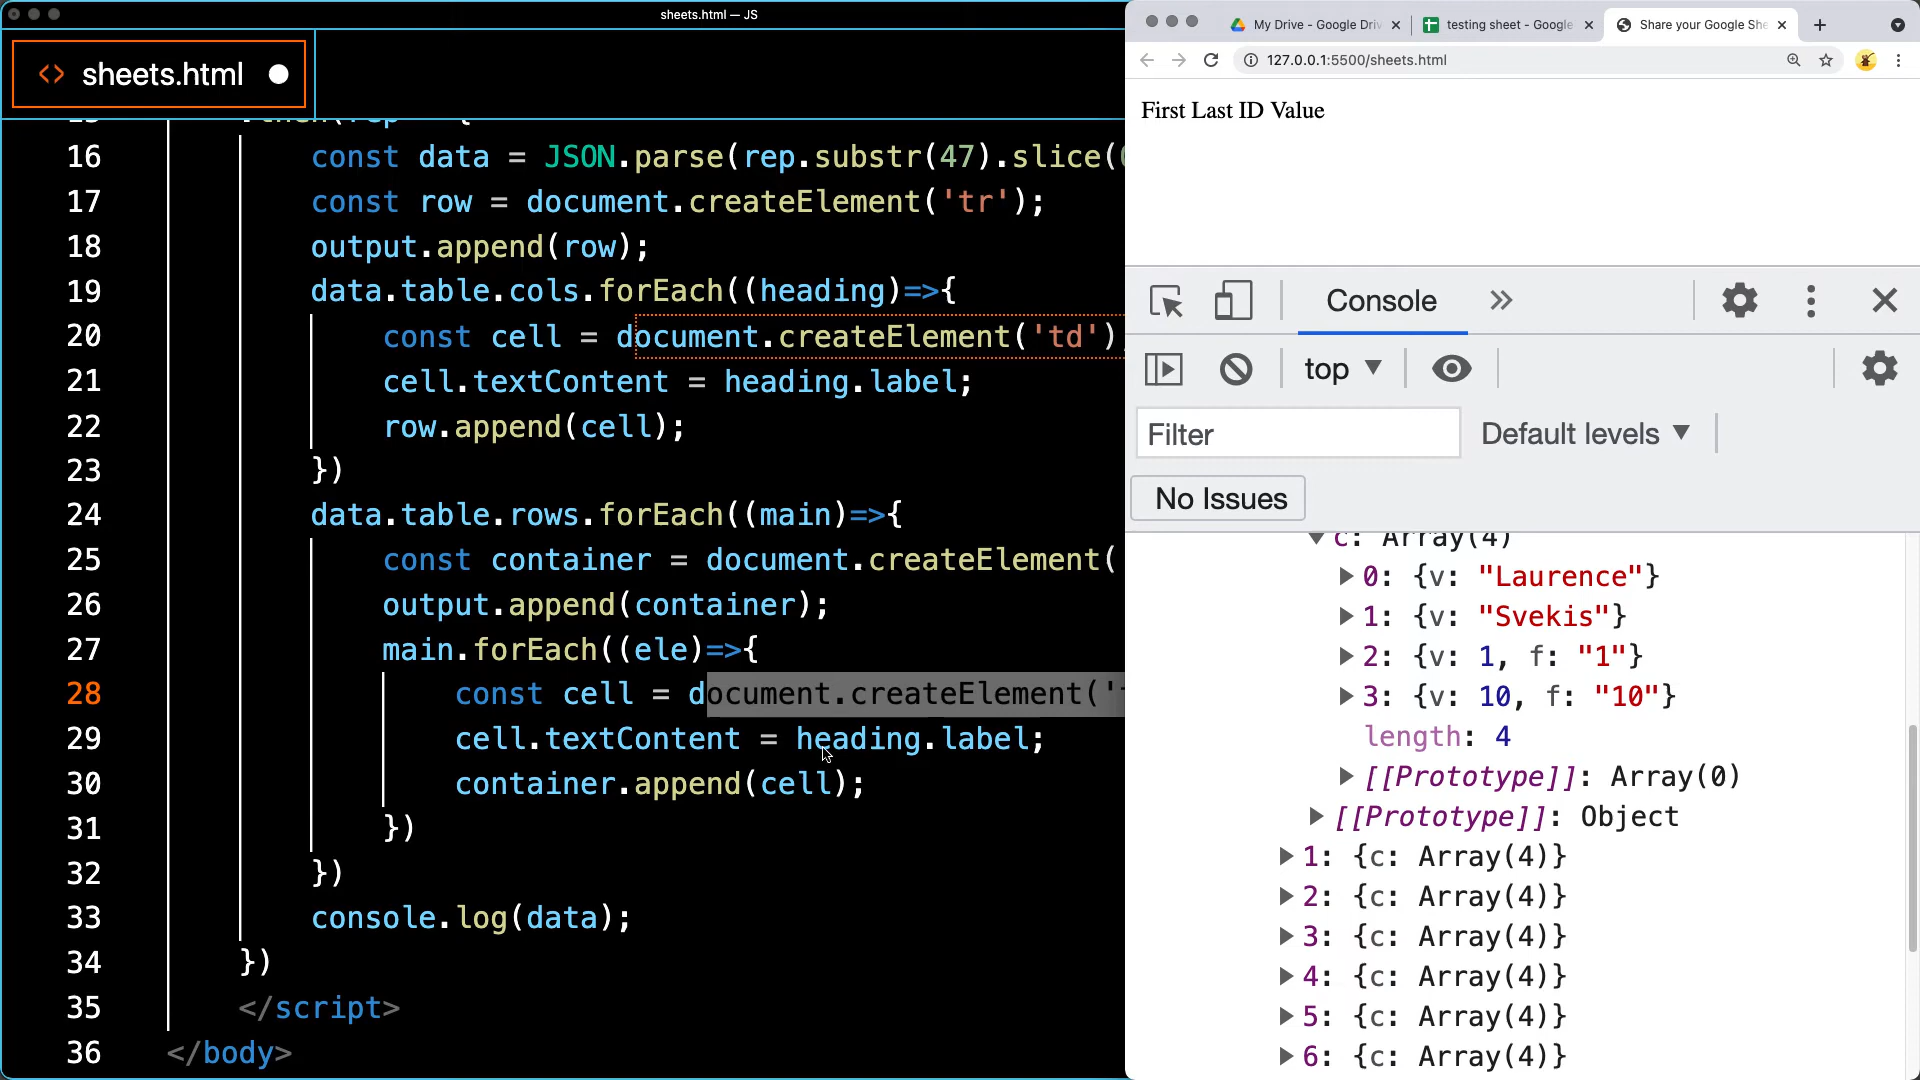 sheets.html — JS
sheets.html
16 const data = JSON.parse(rep.substr(47).slice(
17 const row = document.createElement('tr');
18 output.append(row);
19 data.table.cols.forEach((heading)=>{
20 const cell = document.createElement('td')
21 cell.textContent = heading.label;
22 row.append(cell);
23 })
24 data.table.rows.forEach((main)=>{
25 const container = document.createElement(
26 output.append(container);
27 main.forEach((ele)=>{
28 const cell = document.createElement('
29 cell.textContent = heading.label;
30 container.append(cell);
31 })
32 })
33 console.log(data);
34 })
35 </script>
36 </body>
My Drive - Google Driv
testing sheet - Google
Share your Google She
127.0.0.1:5500/sheets.html
First Last ID Value
Console
top
Filter
Default levels
No Issues
c: Array(4)
0: {v: "Laurence"}
1: {v: "Svekis"}
2: {v: 1, f: "1"}
3: {v: 10, f: "10"}
length: 4
[[Prototype]]: Array(0)
[[Prototype]]: Object
1: {c: Array(4)}
2: {c: Array(4)}
3: {c: Array(4)}
4: {c: Array(4)}
5: {c: Array(4)}
6: {c: Array(4)}